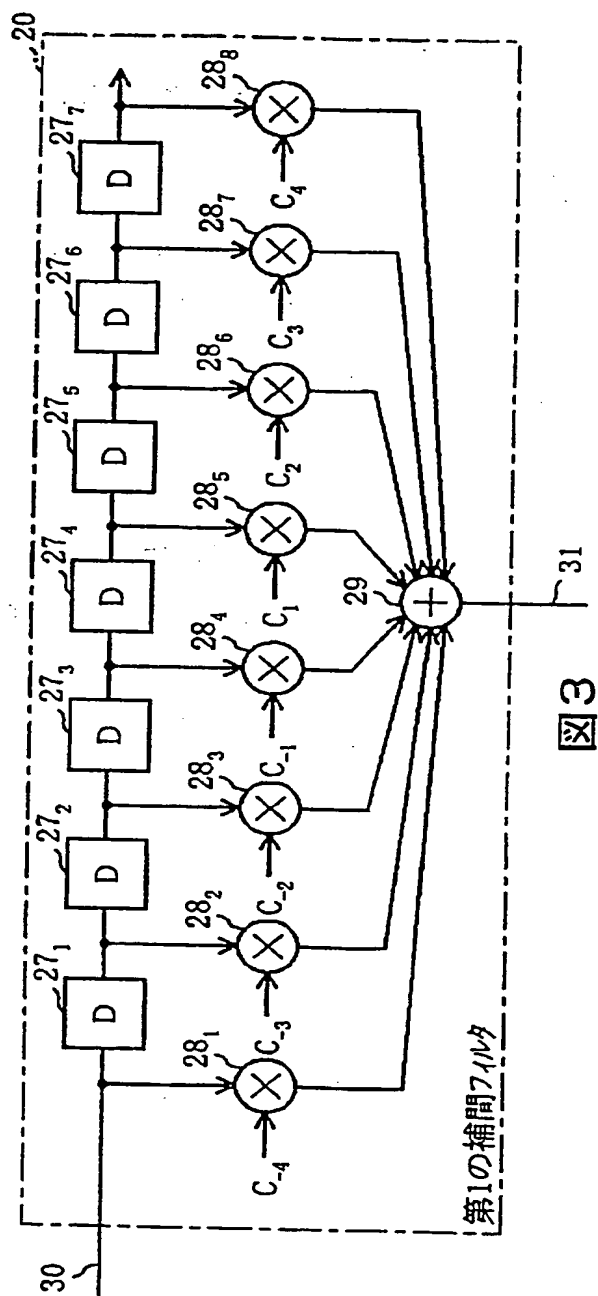 20
27₁ 27₂ 27₃ 27₄ 27₅ 27₆ 27₇
30
D D D D D D D
28₁ 28₂ 28₃ 28₄ 28₅ 28₆ 28₇ 28₈
× × × × × × × ×
C₋₄ C₋₃ C₋₂ C₋₁ C₁ C₂ C₃ C₄
29
+
第1の補間フィルタ
31
図3